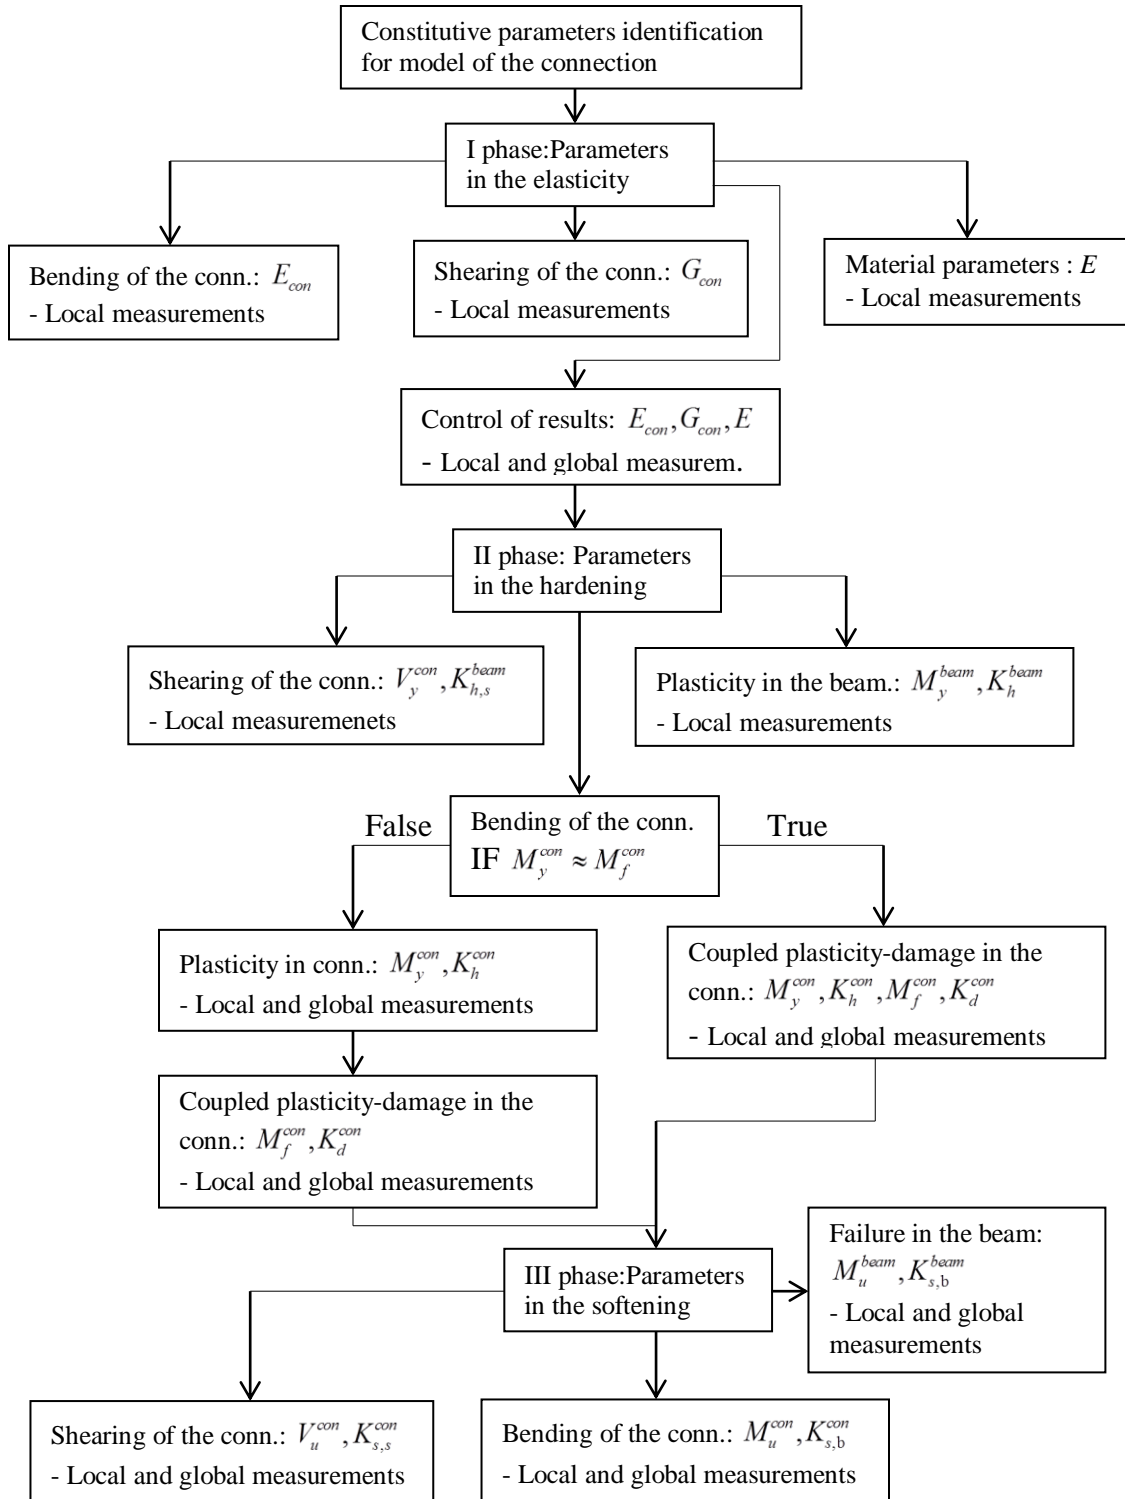 Constitutive parameters identification
for model of the connection
I phase:Parameters
in the elasticity
Bending of the conn.: E_con
- Local measurements
Shearing of the conn.: G_con
- Local measurements
Material parameters : E
- Local measurements
Control of results: E_con, G_con, E
- Local and global measurem.
II phase: Parameters
in the hardening
Shearing of the conn.: V_y^con, K_h,s^beam
- Local measuremenets
Plasticity in the beam.: M_y^beam, K_h^beam
- Local measurements
False
Bending of the conn.
IF M_y^con ≈ M_f^con
True
Plasticity in conn.: M_y^con, K_h^con
- Local and global measurements
Coupled plasticity-damage in the
conn.: M_y^con, K_h^con, M_f^con, K_d^con
- Local and global measurements
Coupled plasticity-damage in the
conn.: M_f^con, K_d^con
- Local and global measurements
III phase:Parameters
in the softening
Failure in the beam:
M_u^beam, K_s,b^beam
- Local and global
measurements
Shearing of the conn.: V_u^con, K_s,s^con
- Local and global measurements
Bending of the conn.: M_u^con, K_s,b^con
- Local and global measurements